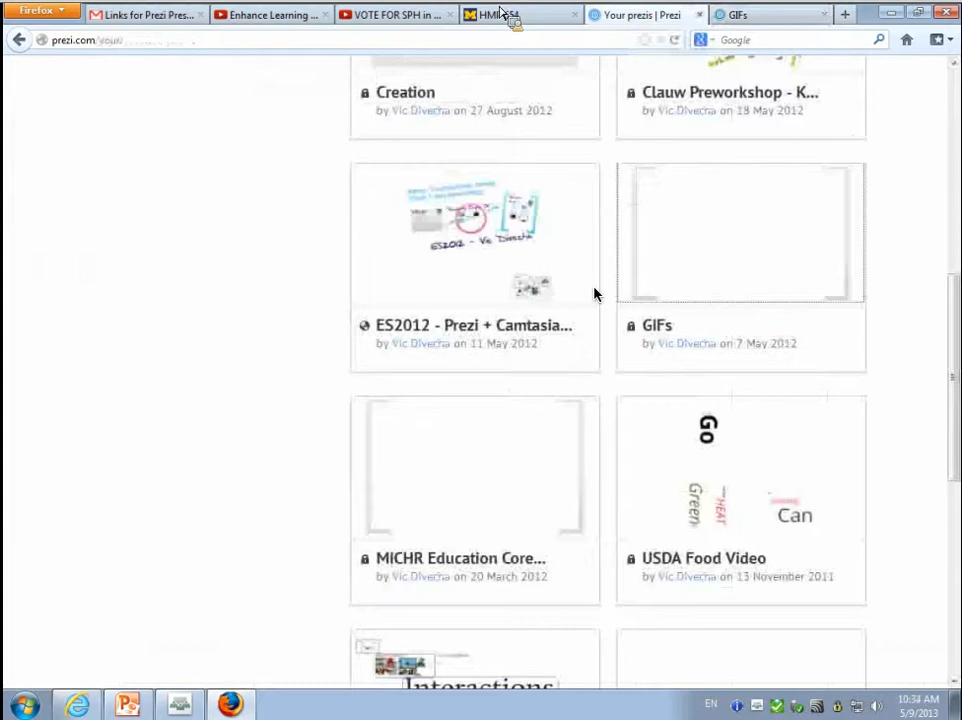 Firefox
Links for Prezi Pres...
Enhance Learning ...
VOTE FOR SPH in ...
Your prezis | Prezi
GIFs
prezi.com/your/
Google
Creation
by Vic Divecha on 27 August 2012
Clauw Preworkshop - K...
by Vic Divecha on 18 May 2012
ES2012 - Vic Divecha
ES2012 - Prezi + Camtasia...
by Vic Divecha on 11 May 2012
GIFs
by Vic Divecha on 7 May 2012
Go
Green
HEAT
Can
MICHR Education Core...
by Vic Divecha on 20 March 2012
USDA Food Video
by Vic Divecha on 13 November 2011
Interactions
EN
10:34 AM
5/9/2013